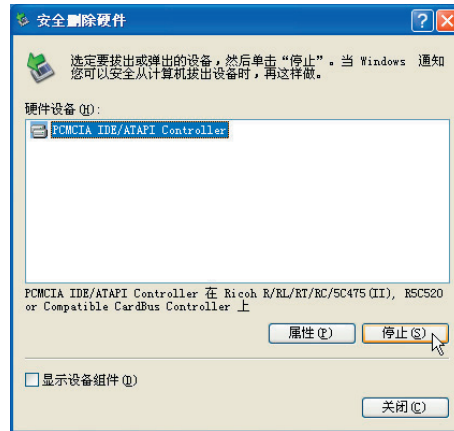 安全删除硬件
选定要拔出或弹出的设备，然后单击“停止”。当 Windows 通知
您可以安全从计算机拔出设备时，再这样做。
硬件设备(H):
PCMCIA IDE/ATAPI Controller
PCMCIA IDE/ATAPI Controller 在 Ricoh R/RL/RT/RC/5C475(II), R5C520
or Compatible CardBus Controller 上
属性(P)
停止(S)
显示设备组件(D)
关闭(C)